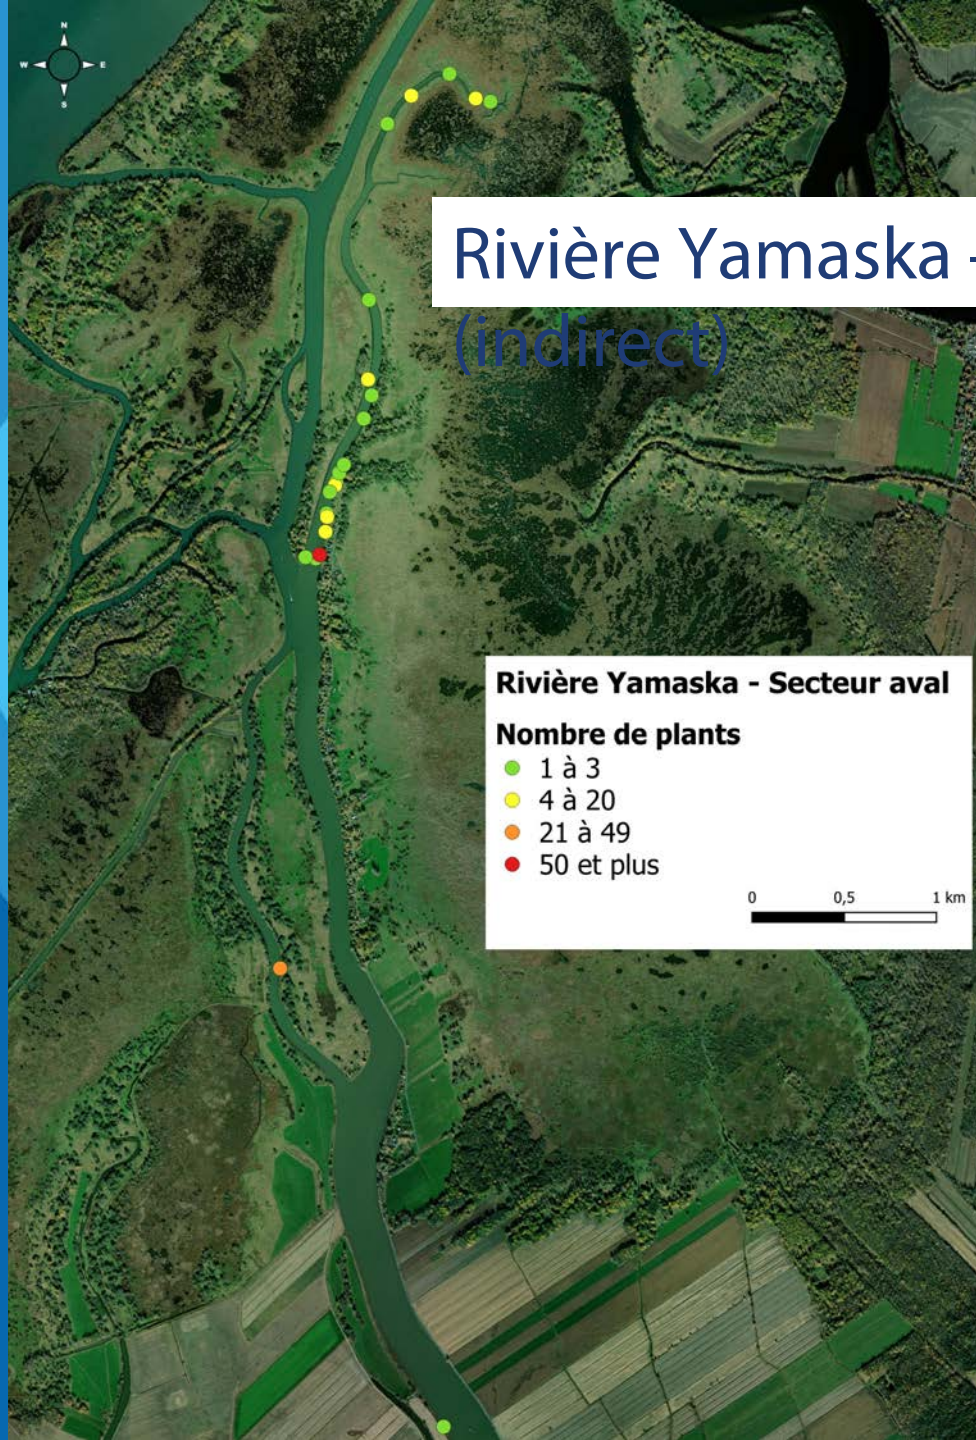 N
W E
S
Rivière Yamaska -
(indirect)
Rivière Yamaska - Secteur aval
Nombre de plants
1 à 3
4 à 20
21 à 49
50 et plus
0 0,5 1 km